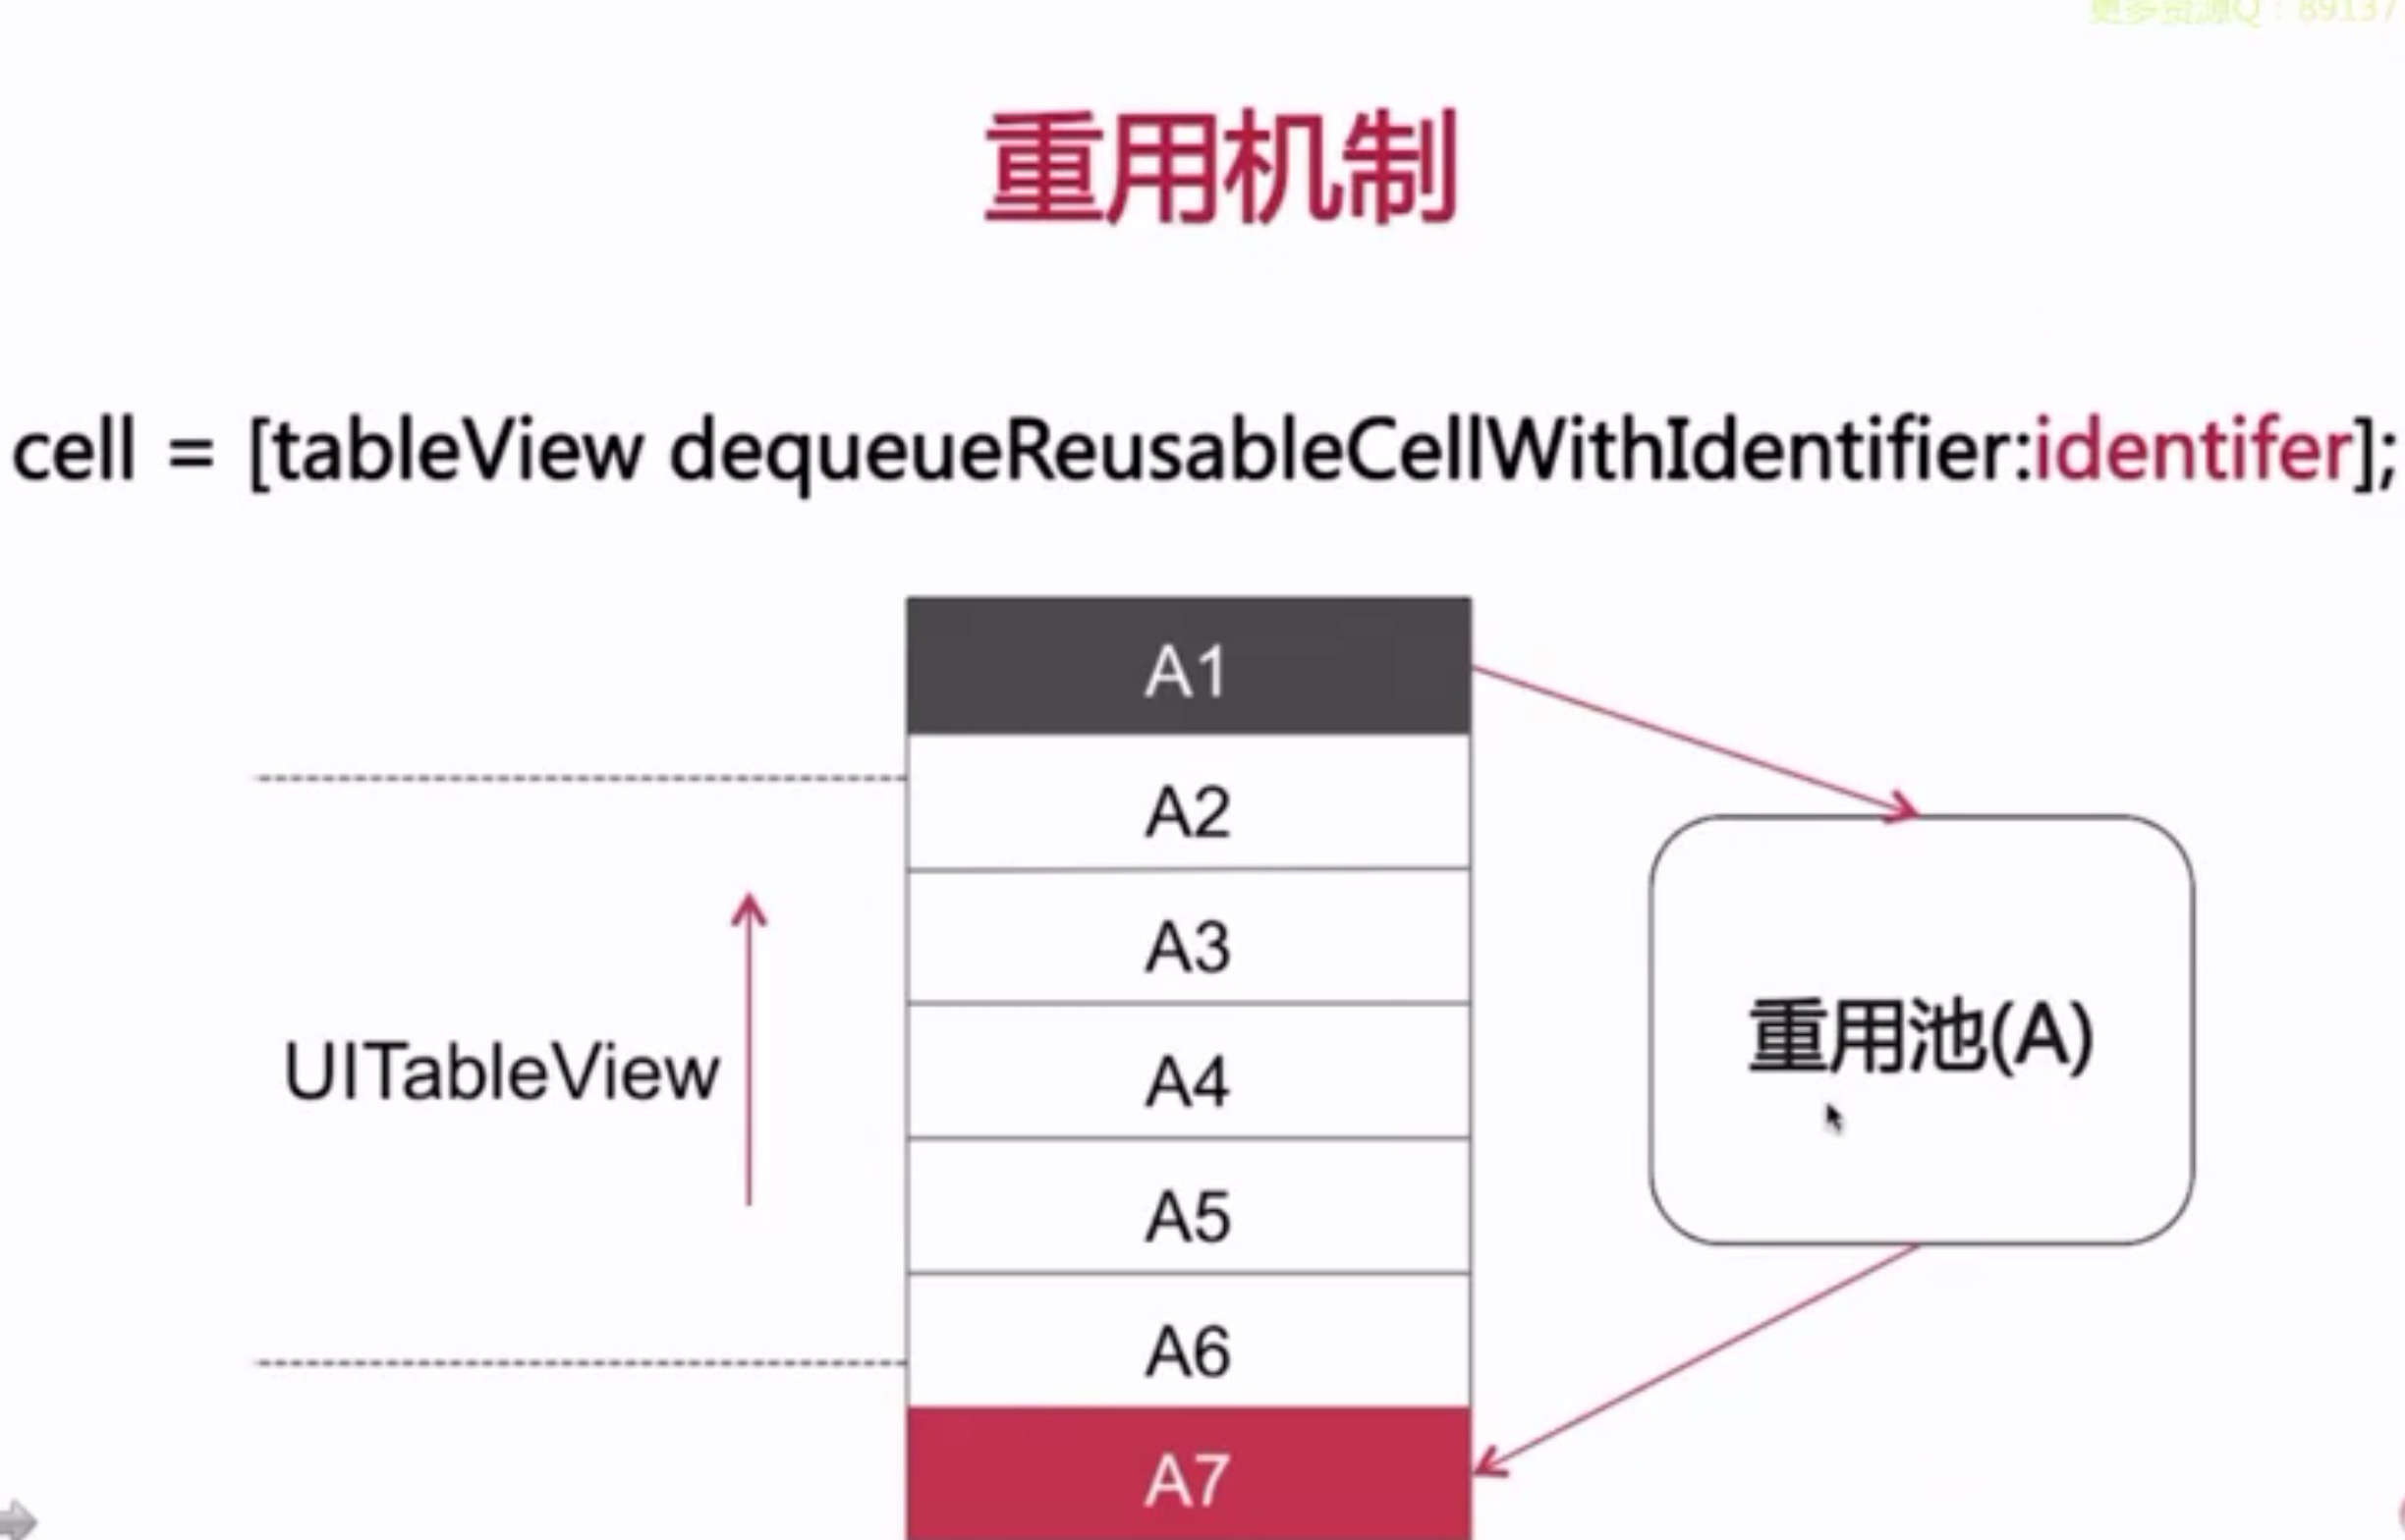 更多资源Q：89137
重用机制
cell = [tableView dequeueReusableCellWithIdentifier:identifer];
A1
A2
A3
A4
UITableView
重用池(A)
A5
A6
A7